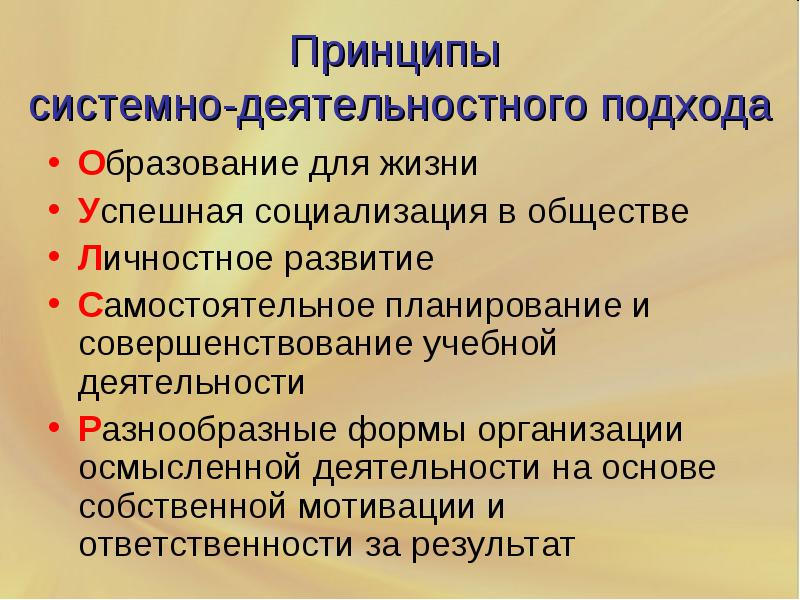 Принципы
системно-деятельностного подхода
• Образование для жизни
• Успешная социализация в обществе
• Личностное развитие
• Самостоятельное планирование и
совершенствование учебной
деятельности
• Разнообразные формы организации
осмысленной деятельности на основе
собственной мотивации и
ответственности за результат